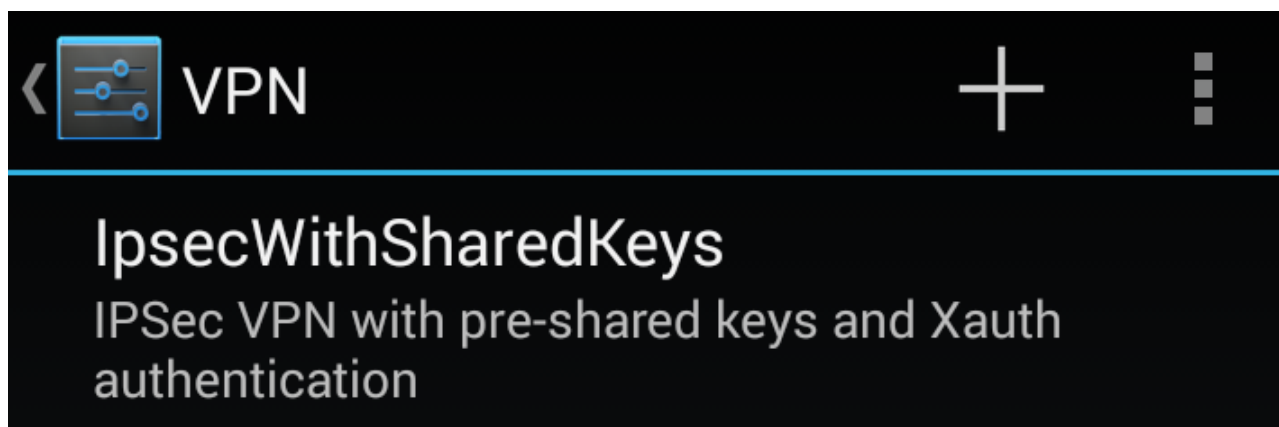 VPN
IpsecWithSharedKeys
IPSec VPN with pre-shared keys and Xauth
authentication